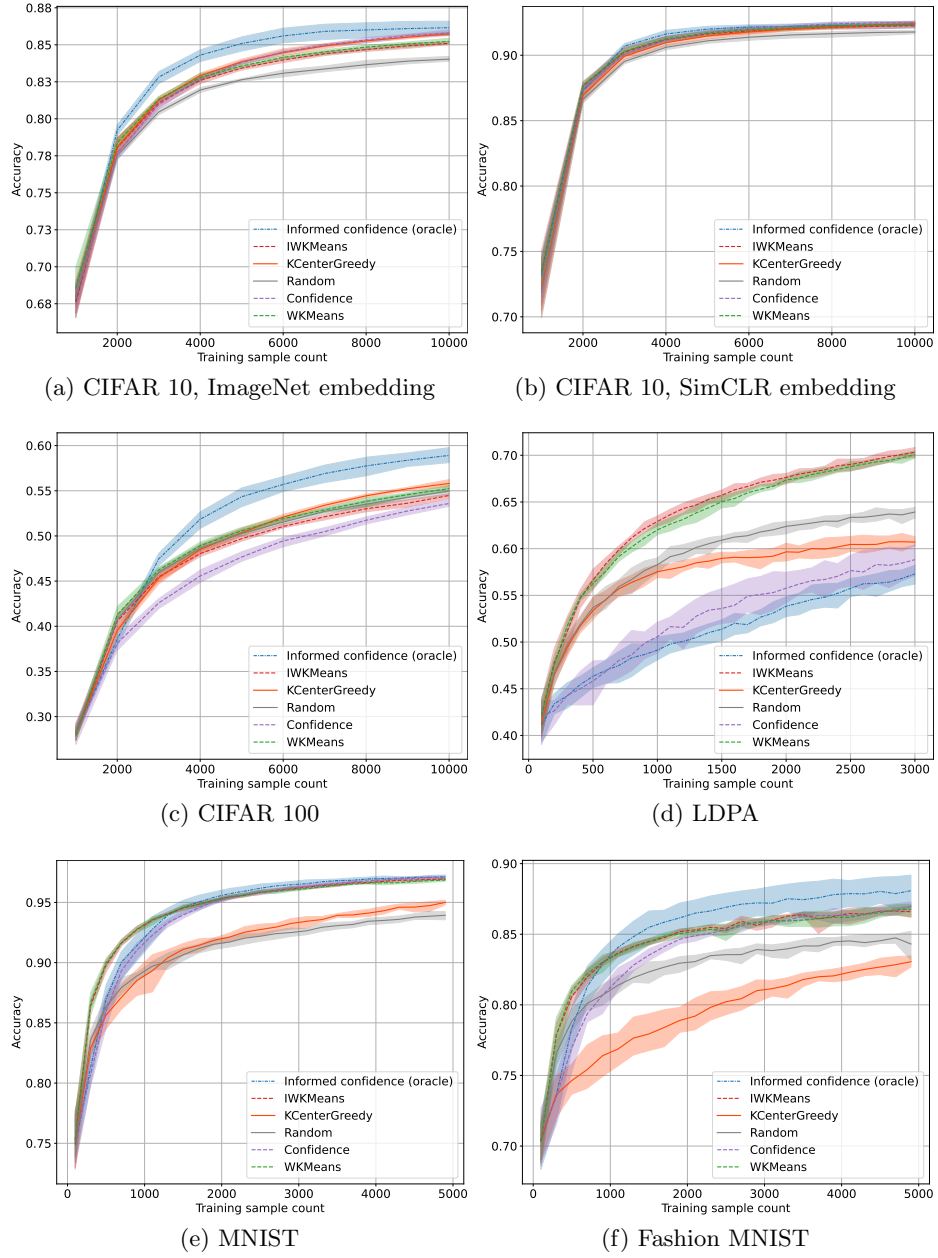 0.88
0.85
0.83
0.80
0.78
0.75
0.73
0.70
0.68
Accuracy
2000 4000 6000 8000 10000
Training sample count
Informed confidence (oracle)
IWKMeans
KCenterGreedy
Random
Confidence
WKMeans
(a) CIFAR 10, ImageNet embedding
0.90
0.85
0.80
0.75
0.70
Accuracy
2000 4000 6000 8000 10000
Training sample count
Informed confidence (oracle)
IWKMeans
KCenterGreedy
Random
Confidence
WKMeans
(b) CIFAR 10, SimCLR embedding
0.60
0.55
0.50
0.45
0.40
0.35
0.30
Accuracy
2000 4000 6000 8000 10000
Training sample count
Informed confidence (oracle)
IWKMeans
KCenterGreedy
Random
Confidence
WKMeans
(c) CIFAR 100
0.70
0.65
0.60
0.55
0.50
0.45
0.40
Accuracy
0 500 1000 1500 2000 2500 3000
Training sample count
Informed confidence (oracle)
IWKMeans
KCenterGreedy
Random
Confidence
WKMeans
(d) LDPA
0.95
0.90
0.85
0.80
0.75
Accuracy
0 1000 2000 3000 4000 5000
Training sample count
Informed confidence (oracle)
IWKMeans
KCenterGreedy
Random
Confidence
WKMeans
(e) MNIST
0.90
0.85
0.80
0.75
0.70
Accuracy
0 1000 2000 3000 4000 5000
Training sample count
Informed confidence (oracle)
IWKMeans
KCenterGreedy
Random
Confidence
WKMeans
(f) Fashion MNIST